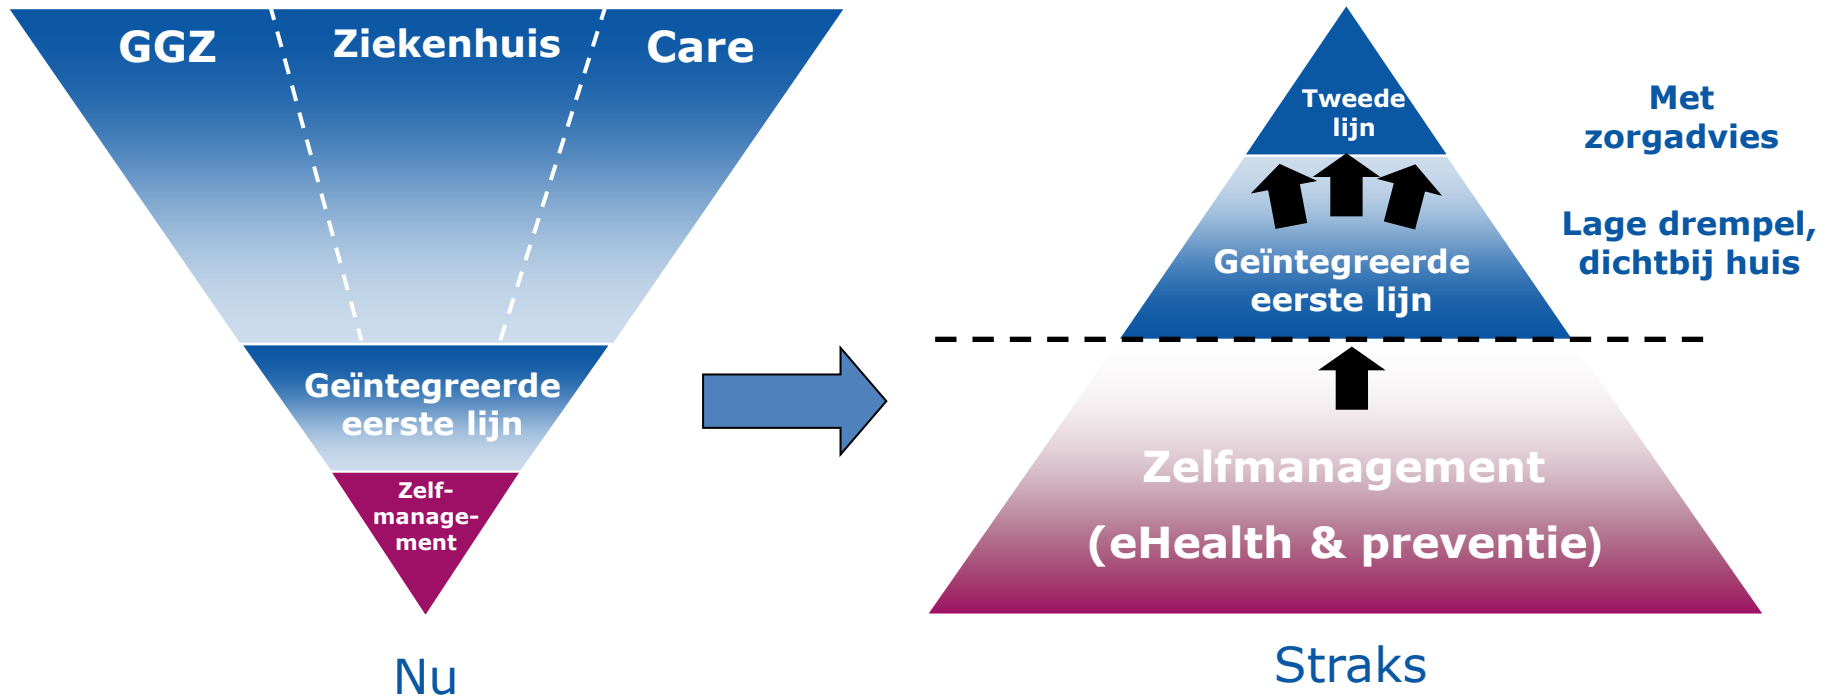 GGZ
Ziekenhuis
Care
Geïntegreerde
eerste lijn
Zelf-
manage-
ment
Nu
Tweede
lijn
Geïntegreerde
eerste lijn
Zelfmanagement
(eHealth & preventie)
Straks
Met
zorgadvies
Lage drempel,
dichtbij huis